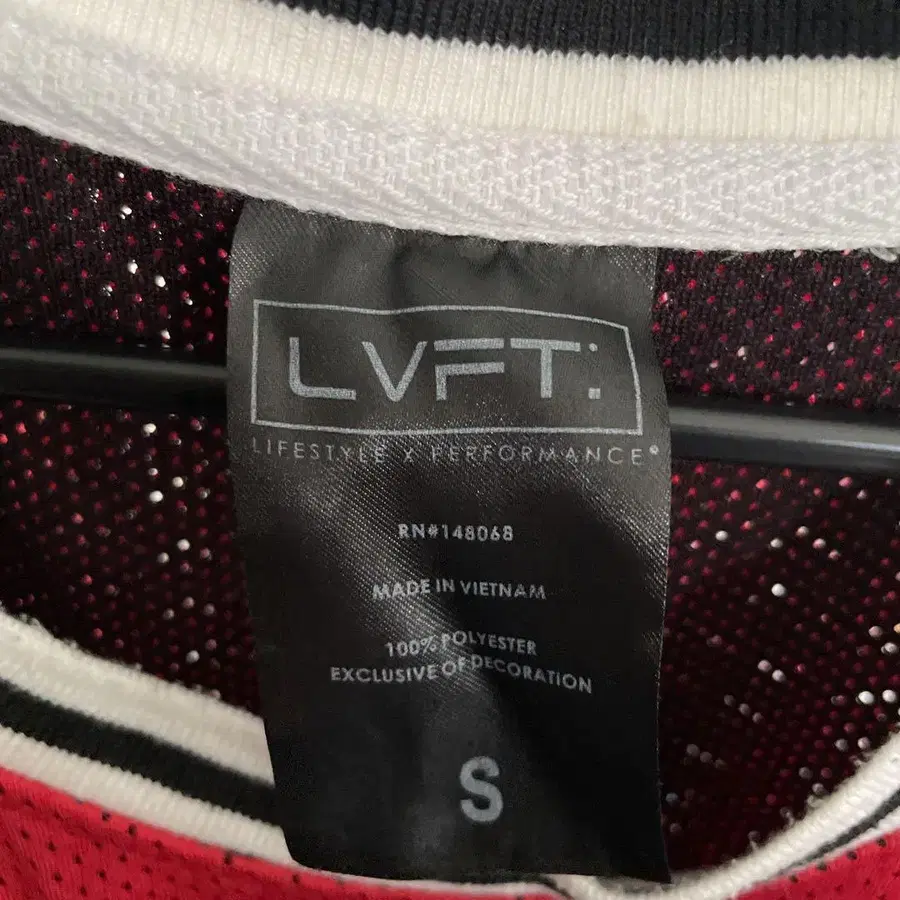 LVFT:
LIFESTYLE X PERFORMANCE®
RN#148068
MADE IN VIETNAM
100% POLYESTER
EXCLUSIVE OF DECORATION
S